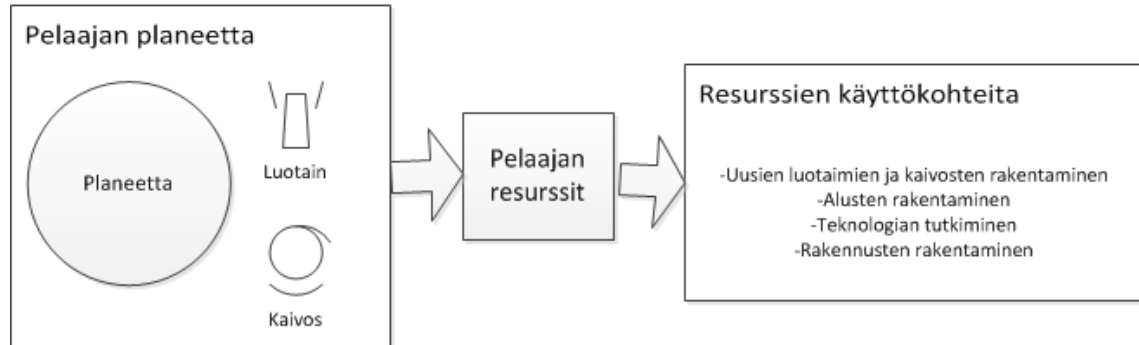 Pelaajan planeetta
Planeetta
Luotain
Kaivos
Pelaajan
resurssit
Resurssien käyttökohteita
-Uusien luotaimien ja kaivosten rakentaminen
-Alusten rakentaminen
-Teknologian tutkiminen
-Rakennusten rakentaminen